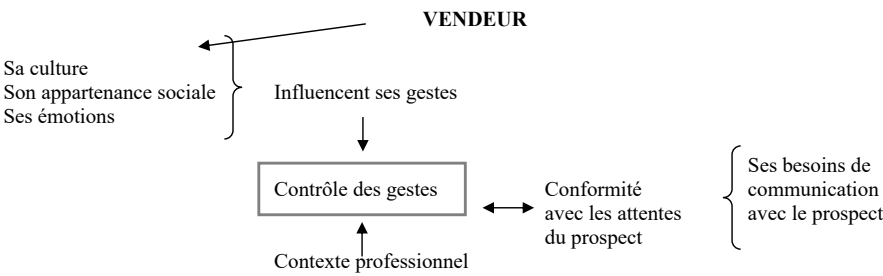 VENDEUR
Sa culture
Son appartenance sociale
Ses émotions
Influencent ses gestes
Contrôle des gestes
Conformité
avec les attentes
du prospect
Ses besoins de
communication
avec le prospect
Contexte professionnel